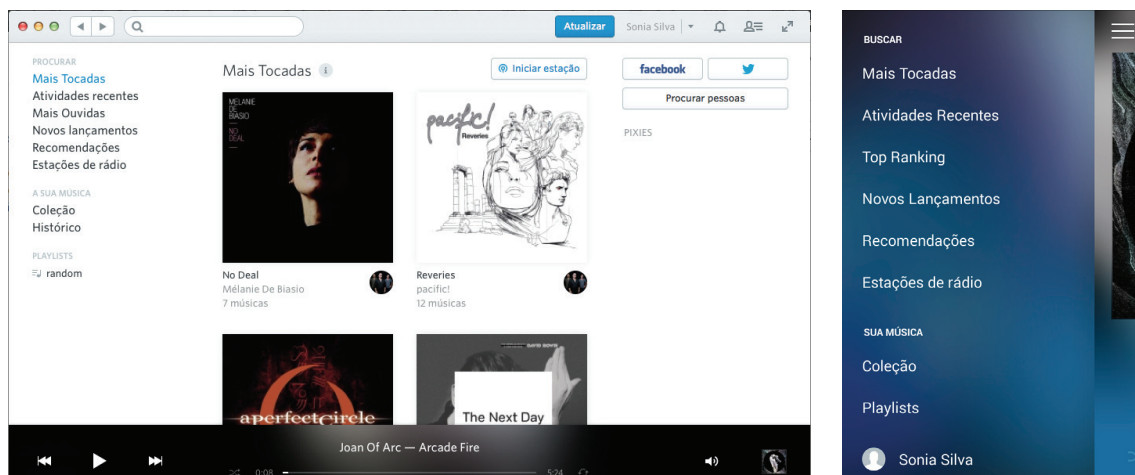 Atualizar
Sonia Silva
PROCURAR
Mais Tocadas
Atividades recentes
Mais Ouvidas
Novos lançamentos
Recomendações
Estações de rádio
A SUA MÚSICA
Coleção
Histórico
PLAYLISTS
random
Mais Tocadas i
Iniciar estação
MÉLANIE
DE
BIASIO
NO
DEAL
pacific!
Reveries
No Deal
Mélanie De Biasio
7 músicas
Reveries
pacific!
12 músicas
aperfectcircle
The Next Day
facebook
Procurar pessoas
PIXIES
Joan Of Arc — Arcade Fire
0:08
5:24
BUSCAR
Mais Tocadas
Atividades Recentes
Top Ranking
Novos Lançamentos
Recomendações
Estações de rádio
SUA MÚSICA
Coleção
Playlists
Sonia Silva